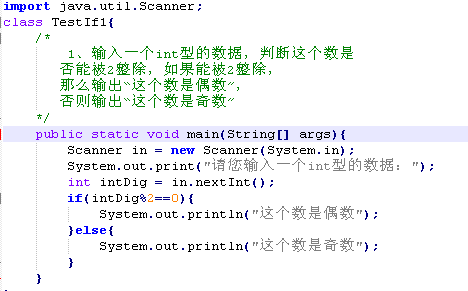 import java.util.Scanner;
class TestIf1{
/*
1、输入一个int型的数据，判断这个数是
否能被2整除，如果能被2整除，
那么输出“这个数是偶数”，
否则输出“这个数是奇数”
*/
public static void main(String[] args){
Scanner in = new Scanner(System.in);
System.out.print("请您输入一个int型的数据：");
int intDig = in.nextInt();
if(intDig%2==0){
System.out.println("这个数是偶数");
}else{
System.out.println("这个数是奇数");
}
}